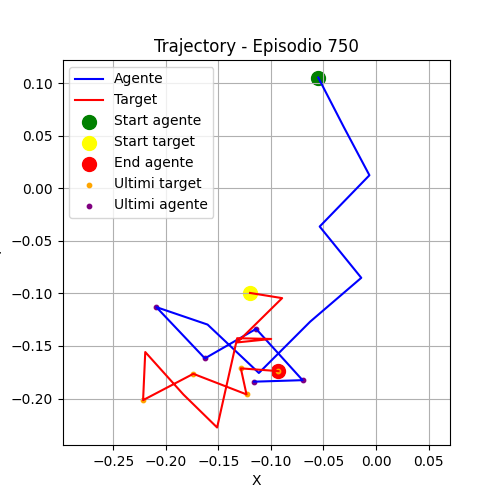 Trajectory - Episodio 750
Agente
Target
Start agente
Start target
End agente
Ultimi target
Ultimi agente
0.10
0.05
0.00
−0.05
−0.10
−0.15
−0.20
−0.25
−0.20
−0.15
−0.10
−0.05
0.00
0.05
X